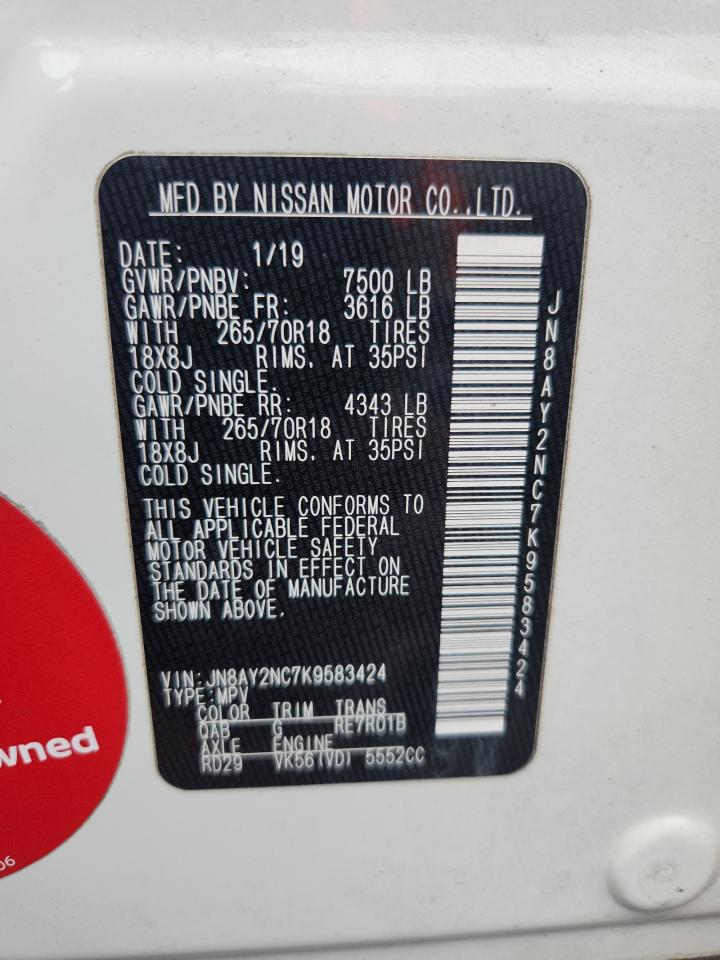 MFD BY NISSAN MOTOR CO.,LTD.
DATE: 1/19
GVWR/PNBV: 7500 LB
GAWR/PNBE FR: 3616 LB
WITH 265/70R18 TIRES
18X8J RIMS, AT 35PSI
COLD SINGLE.
GAWR/PNBE RR: 4343 LB
WITH 265/70R18 TIRES
18X8J RIMS, AT 35PSI
COLD SINGLE.
THIS VEHICLE CONFORMS TO
ALL APPLICABLE FEDERAL
MOTOR VEHICLE SAFETY
STANDARDS IN EFFECT ON
THE DATE OF MANUFACTURE
SHOWN ABOVE.
VIN:JN8AY2NC7K9583424
TYPE:MPV
COLOR TRIM TRANS
QAB G RE7R01B
AXLE ENGINE
RD29 VK56(VD) 5552CC
JN8AY2NC7K9583424
wned
06